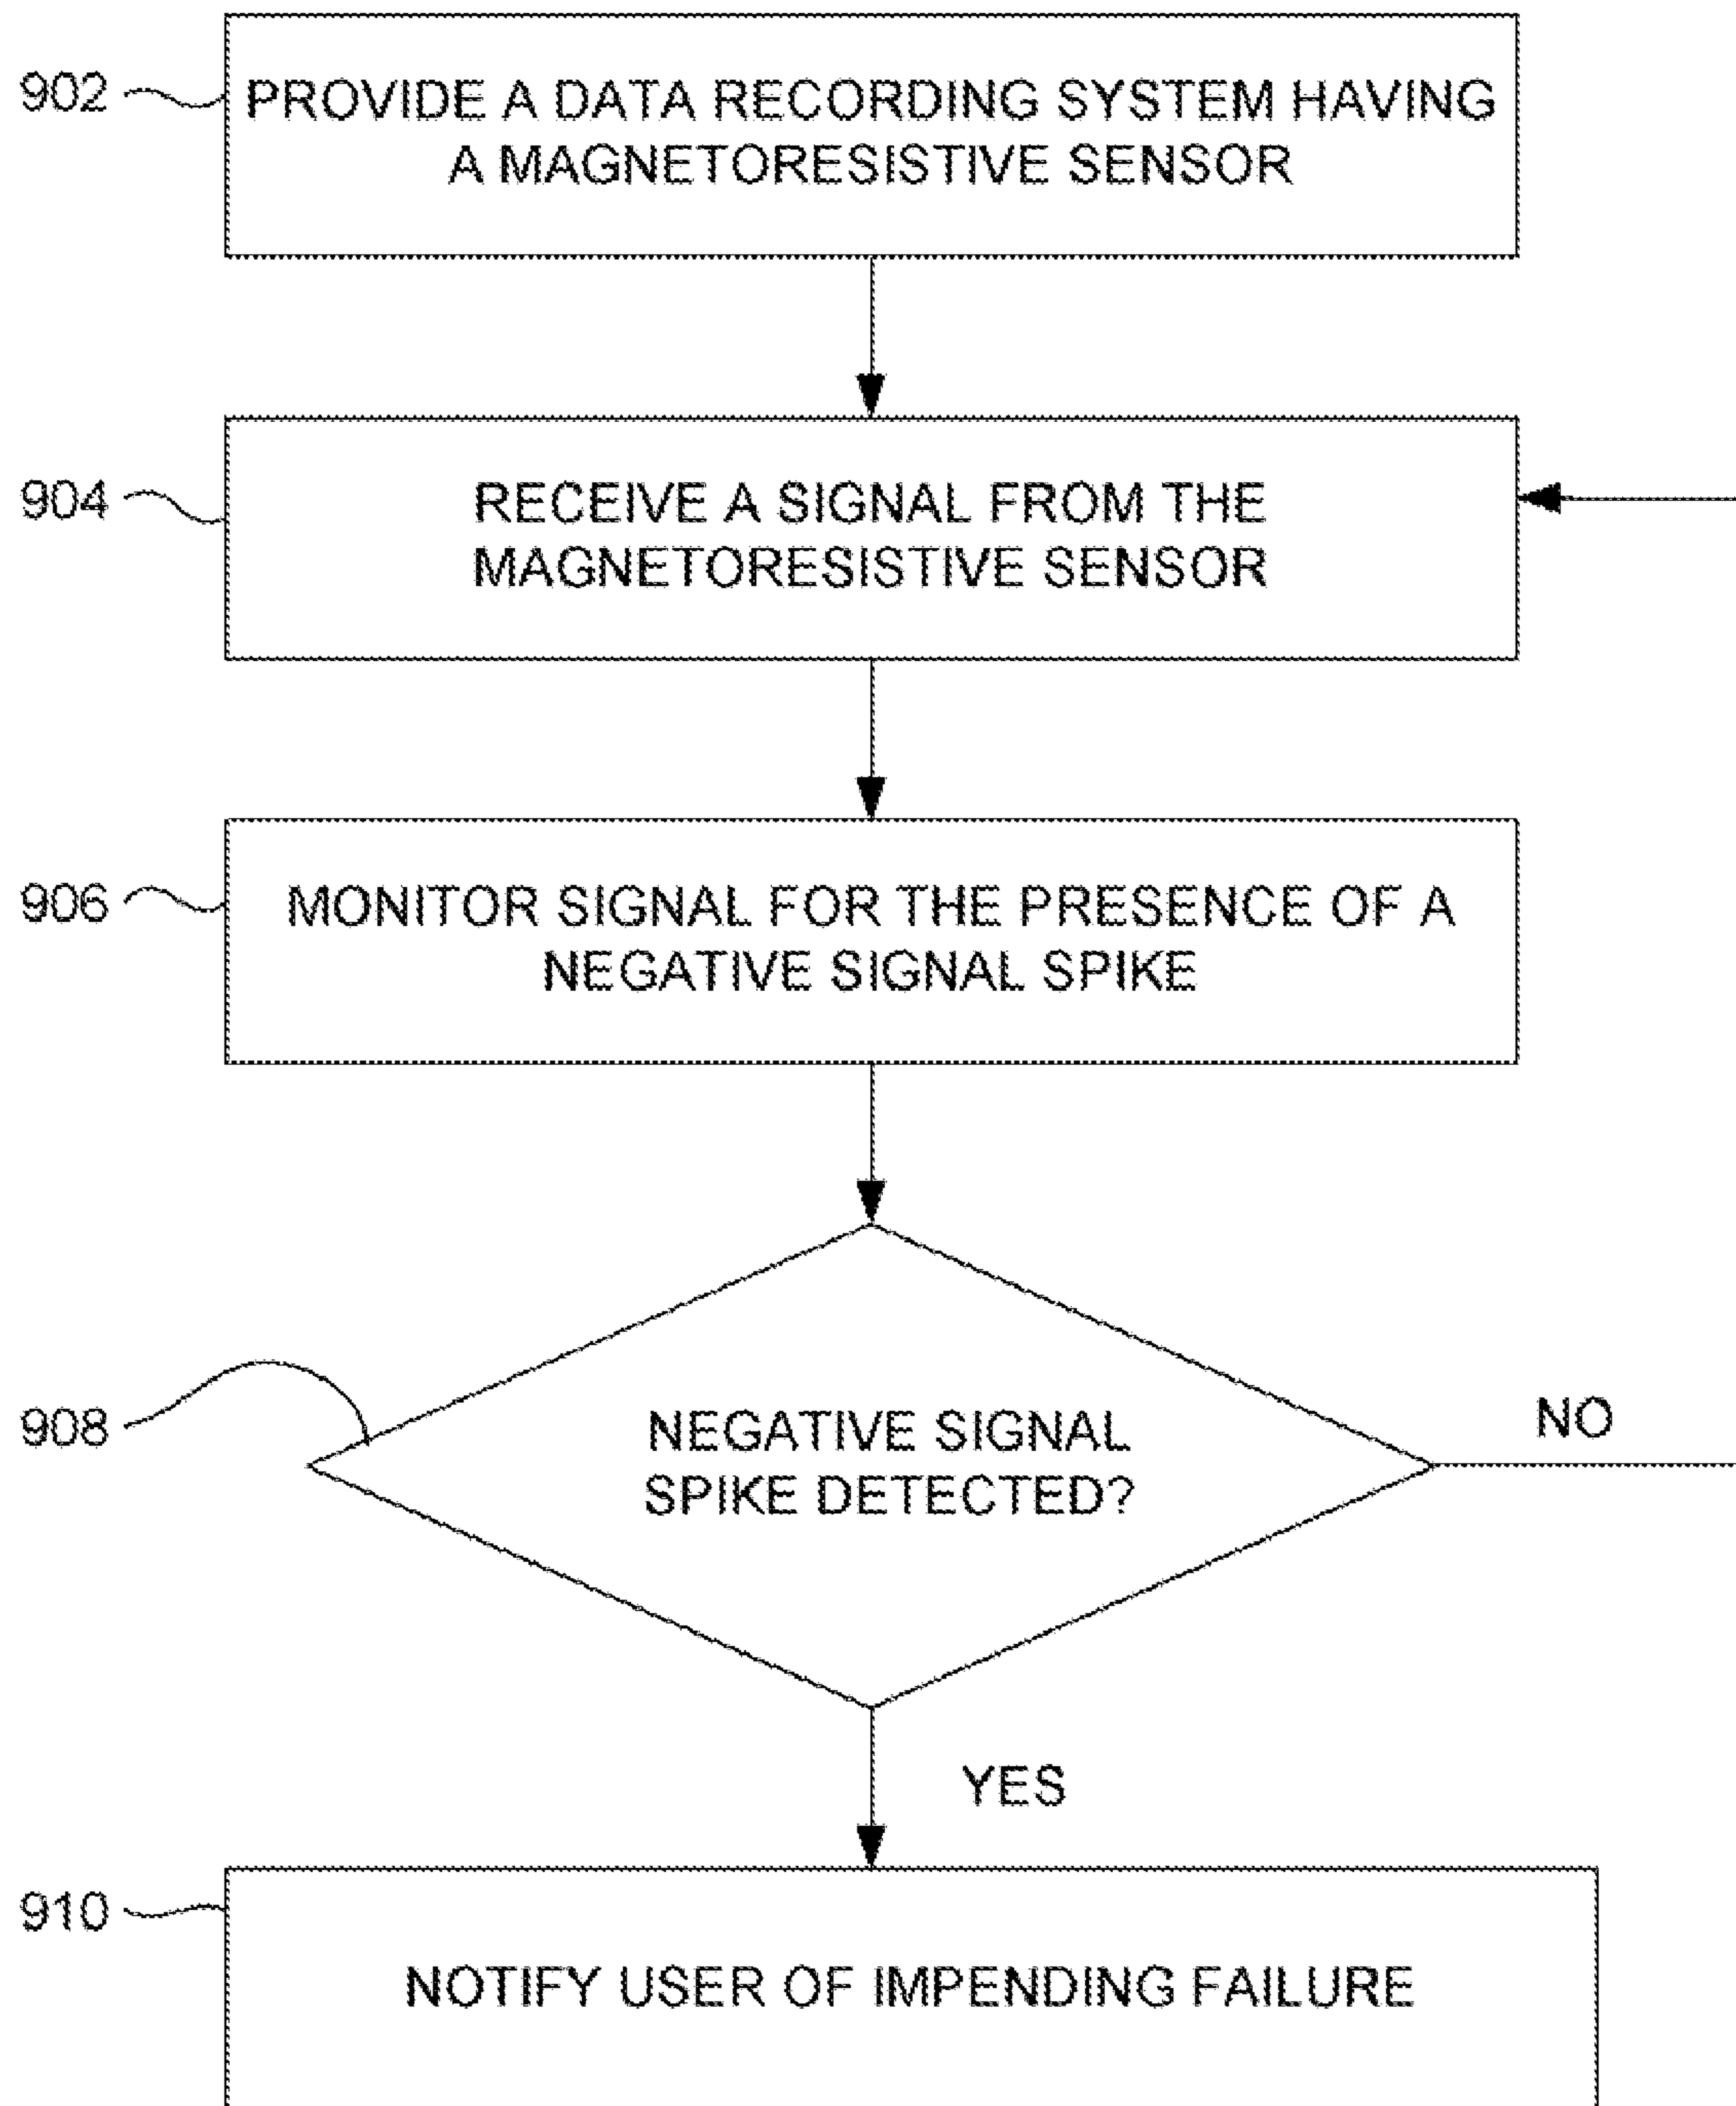 902
PROVIDE A DATA RECORDING SYSTEM HAVING
A MAGNETORESISTIVE SENSOR
904
RECEIVE A SIGNAL FROM THE
MAGNETORESISTIVE SENSOR
906
MONITOR SIGNAL FOR THE PRESENCE OF A
NEGATIVE SIGNAL SPIKE
908
NEGATIVE SIGNAL
SPIKE DETECTED?
NO
YES
910
NOTIFY USER OF IMPENDING FAILURE